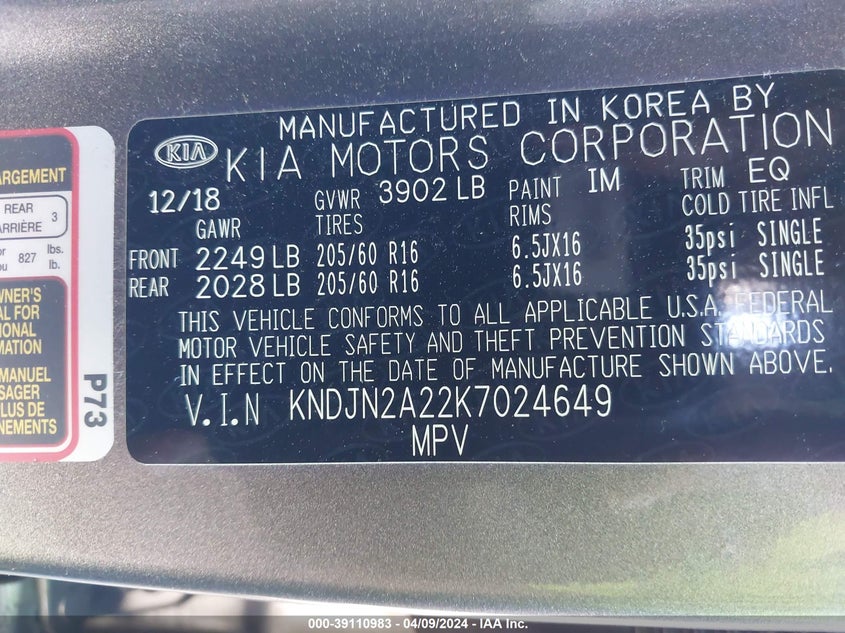 MANUFACTURED IN KOREA BY
KIA KIA MOTORS CORPORATION
12/18 GVWR 3902 LB PAINT IM TRIM EQ
GAWR TIRES RIMS COLD TIRE INFL
FRONT 2249 LB 205/60 R16 6.5JX16 35psi SINGLE
REAR 2028 LB 205/60 R16 6.5JX16 35psi SINGLE
THIS VEHICLE CONFORMS TO ALL APPLICABLE U.S.A. FEDERAL
MOTOR VEHICLE SAFETY AND THEFT PREVENTION STANDARDS
IN EFFECT ON THE DATE OF MANUFACTURE SHOWN ABOVE.
V.I.N KNDJN2A22K7024649
MPV
ARGEMENT
REAR 3
ARRIÈRE
or 827 lbs.
ou lb.
WNER'S
AL FOR
IONAL
MATION
MANUEL
SAGER
LUS DE
NEMENTS
P73
000-39110983 - 04/09/2024 - IAA Inc.